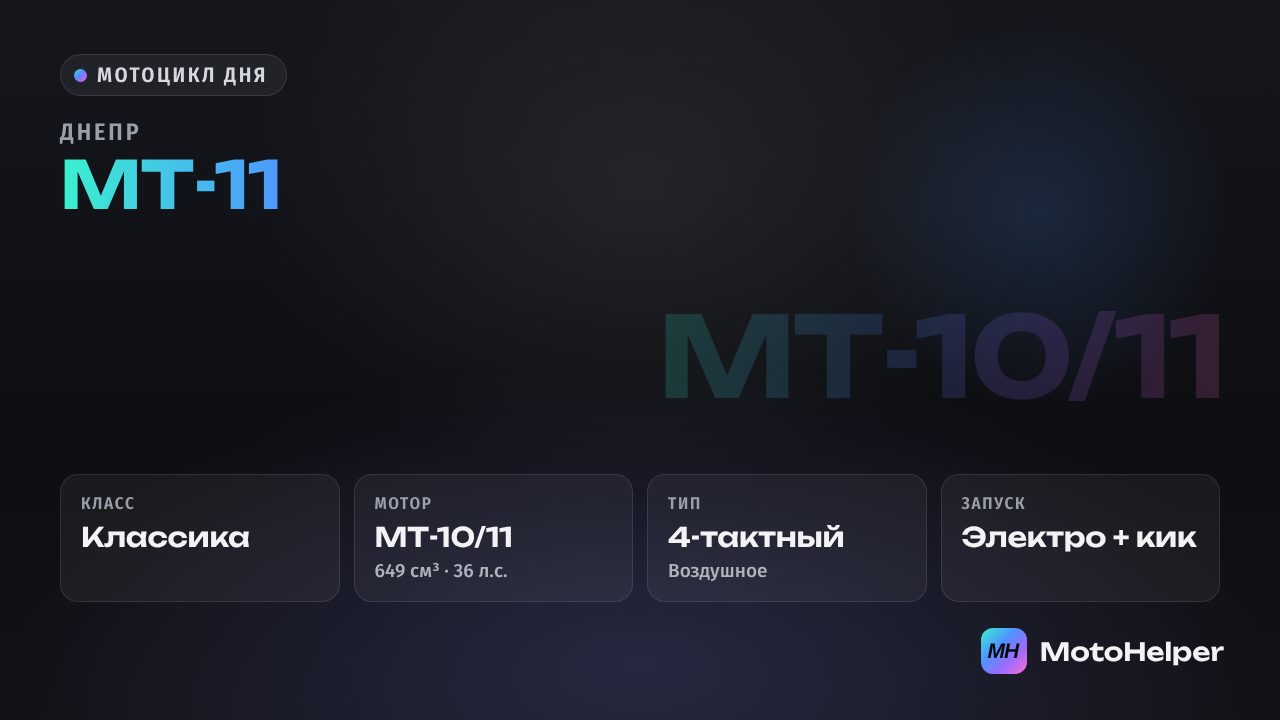 МОТОЦИКЛ ДНЯ
ДНЕПР
МТ-11
МТ-10/11
КЛАСС
Классика
МОТОР
МТ-10/11
649 см³ · 36 л.с.
ТИП
4-тактный
Воздушное
ЗАПУСК
Электро + кик
MH MotoHelper